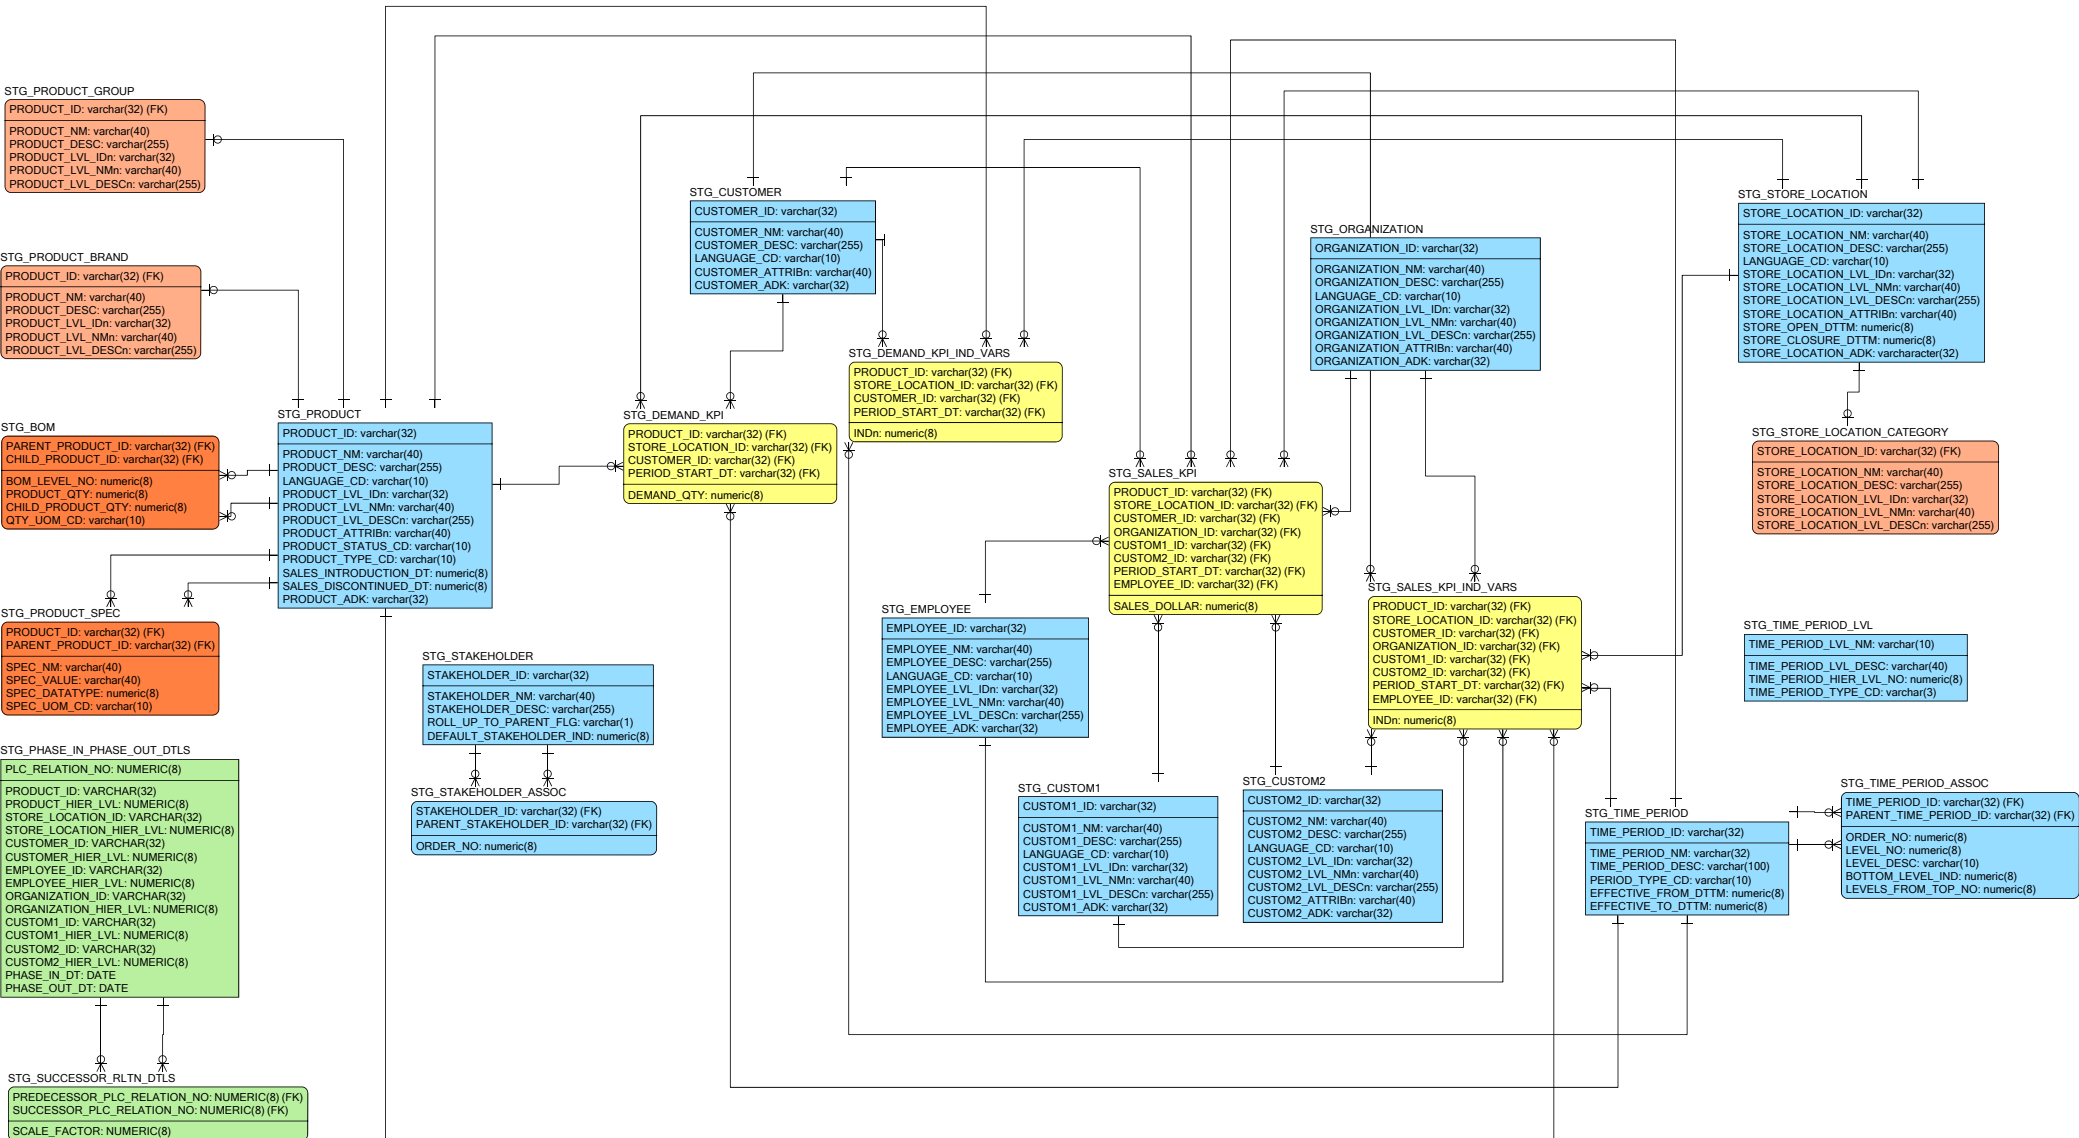 STG_PRODUCT_GROUP
PRODUCT_ID: varchar(32) (FK)
PRODUCT_NM: varchar(40)
PRODUCT_DESC: varchar(255)
PRODUCT_LVL_IDn: varchar(32)
PRODUCT_LVL_NMn: varchar(40)
PRODUCT_LVL_DESCn: varchar(255)
STG_PRODUCT_BRAND
PRODUCT_ID: varchar(32) (FK)
PRODUCT_NM: varchar(40)
PRODUCT_DESC: varchar(255)
PRODUCT_LVL_IDn: varchar(32)
PRODUCT_LVL_NMn: varchar(40)
PRODUCT_LVL_DESCn: varchar(255)
STG_BOM
PARENT_PRODUCT_ID: varchar(32) (FK)
CHILD_PRODUCT_ID: varchar(32) (FK)
BOM_LEVEL_NO: numeric(8)
PRODUCT_QTY: numeric(8)
CHILD_PRODUCT_QTY: numeric(8)
QTY_UOM_CD: varchar(10)
STG_PRODUCT_SPEC
PRODUCT_ID: varchar(32) (FK)
PARENT_PRODUCT_ID: varchar(32) (FK)
SPEC_NM: varchar(40)
SPEC_VALUE: varchar(40)
SPEC_DATATYPE: numeric(8)
SPEC_UOM_CD: varchar(10)
STG_PHASE_IN_PHASE_OUT_DTLS
PLC_RELATION_NO: NUMERIC(8)
PRODUCT_ID: VARCHAR(32)
PRODUCT_HIER_LVL: NUMERIC(8)
STORE_LOCATION_ID: VARCHAR(32)
STORE_LOCATION_HIER_LVL: NUMERIC(8)
CUSTOMER_ID: VARCHAR(32)
CUSTOMER_HIER_LVL: NUMERIC(8)
EMPLOYEE_ID: VARCHAR(32)
EMPLOYEE_HIER_LVL: NUMERIC(8)
ORGANIZATION_ID: VARCHAR(32)
ORGANIZATION_HIER_LVL: NUMERIC(8)
CUSTOM1_ID: VARCHAR(32)
CUSTOM1_HIER_LVL: NUMERIC(8)
CUSTOM2_ID: VARCHAR(32)
CUSTOM2_HIER_LVL: NUMERIC(8)
PHASE_IN_DT: DATE
PHASE_OUT_DT: DATE
STG_SUCCESSOR_RLTN_DTLS
PREDECESSOR_PLC_RELATION_NO: NUMERIC(8) (FK)
SUCCESSOR_PLC_RELATION_NO: NUMERIC(8) (FK)
SCALE_FACTOR: NUMERIC(8)
STG_PRODUCT
PRODUCT_ID: varchar(32)
PRODUCT_NM: varchar(40)
PRODUCT_DESC: varchar(255)
LANGUAGE_CD: varchar(10)
PRODUCT_LVL_IDn: varchar(32)
PRODUCT_LVL_NMn: varchar(40)
PRODUCT_LVL_DESCn: varchar(255)
PRODUCT_ATTRIBn: varchar(40)
PRODUCT_STATUS_CD: varchar(10)
PRODUCT_TYPE_CD: varchar(10)
SALES_INTRODUCTION_DT: numeric(8)
SALES_DISCONTINUED_DT: numeric(8)
PRODUCT_ADK: varchar(32)
STG_STAKEHOLDER
STAKEHOLDER_ID: varchar(32)
STAKEHOLDER_NM: varchar(40)
STAKEHOLDER_DESC: varchar(255)
ROLL_UP_TO_PARENT_FLG: varchar(1)
DEFAULT_STAKEHOLDER_IND: numeric(8)
STG_STAKEHOLDER_ASSOC
STAKEHOLDER_ID: varchar(32) (FK)
PARENT_STAKEHOLDER_ID: varchar(32) (FK)
ORDER_NO: numeric(8)
STG_CUSTOMER
CUSTOMER_ID: varchar(32)
CUSTOMER_NM: varchar(40)
CUSTOMER_DESC: varchar(255)
LANGUAGE_CD: varchar(10)
CUSTOMER_ATTRIBn: varchar(40)
CUSTOMER_ADK: varchar(32)
STG_DEMAND_KPI
PRODUCT_ID: varchar(32) (FK)
STORE_LOCATION_ID: varchar(32) (FK)
CUSTOMER_ID: varchar(32) (FK)
PERIOD_START_DT: varchar(32) (FK)
DEMAND_QTY: numeric(8)
STG_DEMAND_KPI_IND_VARS
PRODUCT_ID: varchar(32) (FK)
STORE_LOCATION_ID: varchar(32) (FK)
CUSTOMER_ID: varchar(32) (FK)
PERIOD_START_DT: varchar(32) (FK)
INDn: numeric(8)
STG_EMPLOYEE
EMPLOYEE_ID: varchar(32)
EMPLOYEE_NM: varchar(40)
EMPLOYEE_DESC: varchar(255)
LANGUAGE_CD: varchar(10)
EMPLOYEE_LVL_IDn: varchar(32)
EMPLOYEE_LVL_NMn: varchar(40)
EMPLOYEE_LVL_DESCn: varchar(255)
EMPLOYEE_ADK: varchar(32)
STG_SALES_KPI
PRODUCT_ID: varchar(32) (FK)
STORE_LOCATION_ID: varchar(32) (FK)
CUSTOMER_ID: varchar(32) (FK)
ORGANIZATION_ID: varchar(32) (FK)
CUSTOM1_ID: varchar(32) (FK)
CUSTOM2_ID: varchar(32) (FK)
PERIOD_START_DT: varchar(32) (FK)
EMPLOYEE_ID: varchar(32) (FK)
SALES_DOLLAR: numeric(8)
STG_CUSTOM1
CUSTOM1_ID: varchar(32)
CUSTOM1_NM: varchar(40)
CUSTOM1_DESC: varchar(255)
LANGUAGE_CD: varchar(10)
CUSTOM1_LVL_IDn: varchar(32)
CUSTOM1_LVL_NMn: varchar(40)
CUSTOM1_LVL_DESCn: varchar(255)
CUSTOM1_ADK: varchar(32)
STG_CUSTOM2
CUSTOM2_ID: varchar(32)
CUSTOM2_NM: varchar(40)
CUSTOM2_DESC: varchar(255)
LANGUAGE_CD: varchar(10)
CUSTOM2_LVL_IDn: varchar(32)
CUSTOM2_LVL_NMn: varchar(40)
CUSTOM2_LVL_DESCn: varchar(255)
CUSTOM2_ATTRIBn: varchar(40)
CUSTOM2_ADK: varchar(32)
STG_ORGANIZATION
ORGANIZATION_ID: varchar(32)
ORGANIZATION_NM: varchar(40)
ORGANIZATION_DESC: varchar(255)
LANGUAGE_CD: varchar(10)
ORGANIZATION_LVL_IDn: varchar(32)
ORGANIZATION_LVL_NMn: varchar(40)
ORGANIZATION_LVL_DESCn: varchar(255)
ORGANIZATION_ATTRIBn: varchar(40)
ORGANIZATION_ADK: varchar(32)
STG_SALES_KPI_IND_VARS
PRODUCT_ID: varchar(32) (FK)
STORE_LOCATION_ID: varchar(32) (FK)
CUSTOMER_ID: varchar(32) (FK)
ORGANIZATION_ID: varchar(32) (FK)
CUSTOM1_ID: varchar(32) (FK)
CUSTOM2_ID: varchar(32) (FK)
PERIOD_START_DT: varchar(32) (FK)
EMPLOYEE_ID: varchar(32) (FK)
INDn: numeric(8)
STG_STORE_LOCATION
STORE_LOCATION_ID: varchar(32)
STORE_LOCATION_NM: varchar(40)
STORE_LOCATION_DESC: varchar(255)
LANGUAGE_CD: varchar(10)
STORE_LOCATION_LVL_IDn: varchar(32)
STORE_LOCATION_LVL_NMn: varchar(40)
STORE_LOCATION_LVL_DESCn: varchar(255)
STORE_LOCATION_ATTRIBn: varchar(40)
STORE_OPEN_DTTM: numeric(8)
STORE_CLOSURE_DTTM: numeric(8)
STORE_LOCATION_ADK: varcharacter(32)
STG_STORE_LOCATION_CATEGORY
STORE_LOCATION_ID: varchar(32) (FK)
STORE_LOCATION_NM: varchar(40)
STORE_LOCATION_DESC: varchar(255)
STORE_LOCATION_LVL_IDn: varchar(32)
STORE_LOCATION_LVL_NMn: varchar(40)
STORE_LOCATION_LVL_DESCn: varchar(255)
STG_TIME_PERIOD_LVL
TIME_PERIOD_LVL_NM: varchar(10)
TIME_PERIOD_LVL_DESC: varchar(40)
TIME_PERIOD_HIER_LVL_NO: numeric(8)
TIME_PERIOD_TYPE_CD: varchar(3)
STG_TIME_PERIOD
TIME_PERIOD_ID: varchar(32)
TIME_PERIOD_NM: varchar(32)
TIME_PERIOD_DESC: varchar(100)
PERIOD_TYPE_CD: varchar(10)
EFFECTIVE_FROM_DTTM: numeric(8)
EFFECTIVE_TO_DTTM: numeric(8)
STG_TIME_PERIOD_ASSOC
TIME_PERIOD_ID: varchar(32) (FK)
PARENT_TIME_PERIOD_ID: varchar(32) (FK)
ORDER_NO: numeric(8)
LEVEL_NO: numeric(8)
LEVEL_DESC: varchar(10)
BOTTOM_LEVEL_IND: numeric(8)
LEVELS_FROM_TOP_NO: numeric(8)